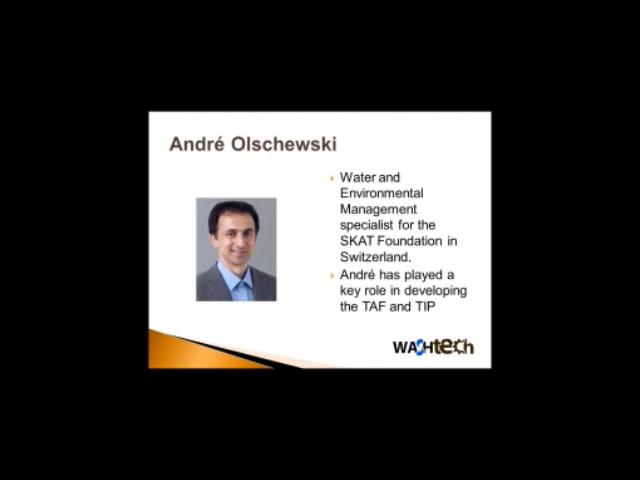 André Olschewski
Water and
Environmental
Management
specialist for the
SKAT Foundation in
Switzerland.
André has played a
key role in developing
the TAF and TIP
WASHtech